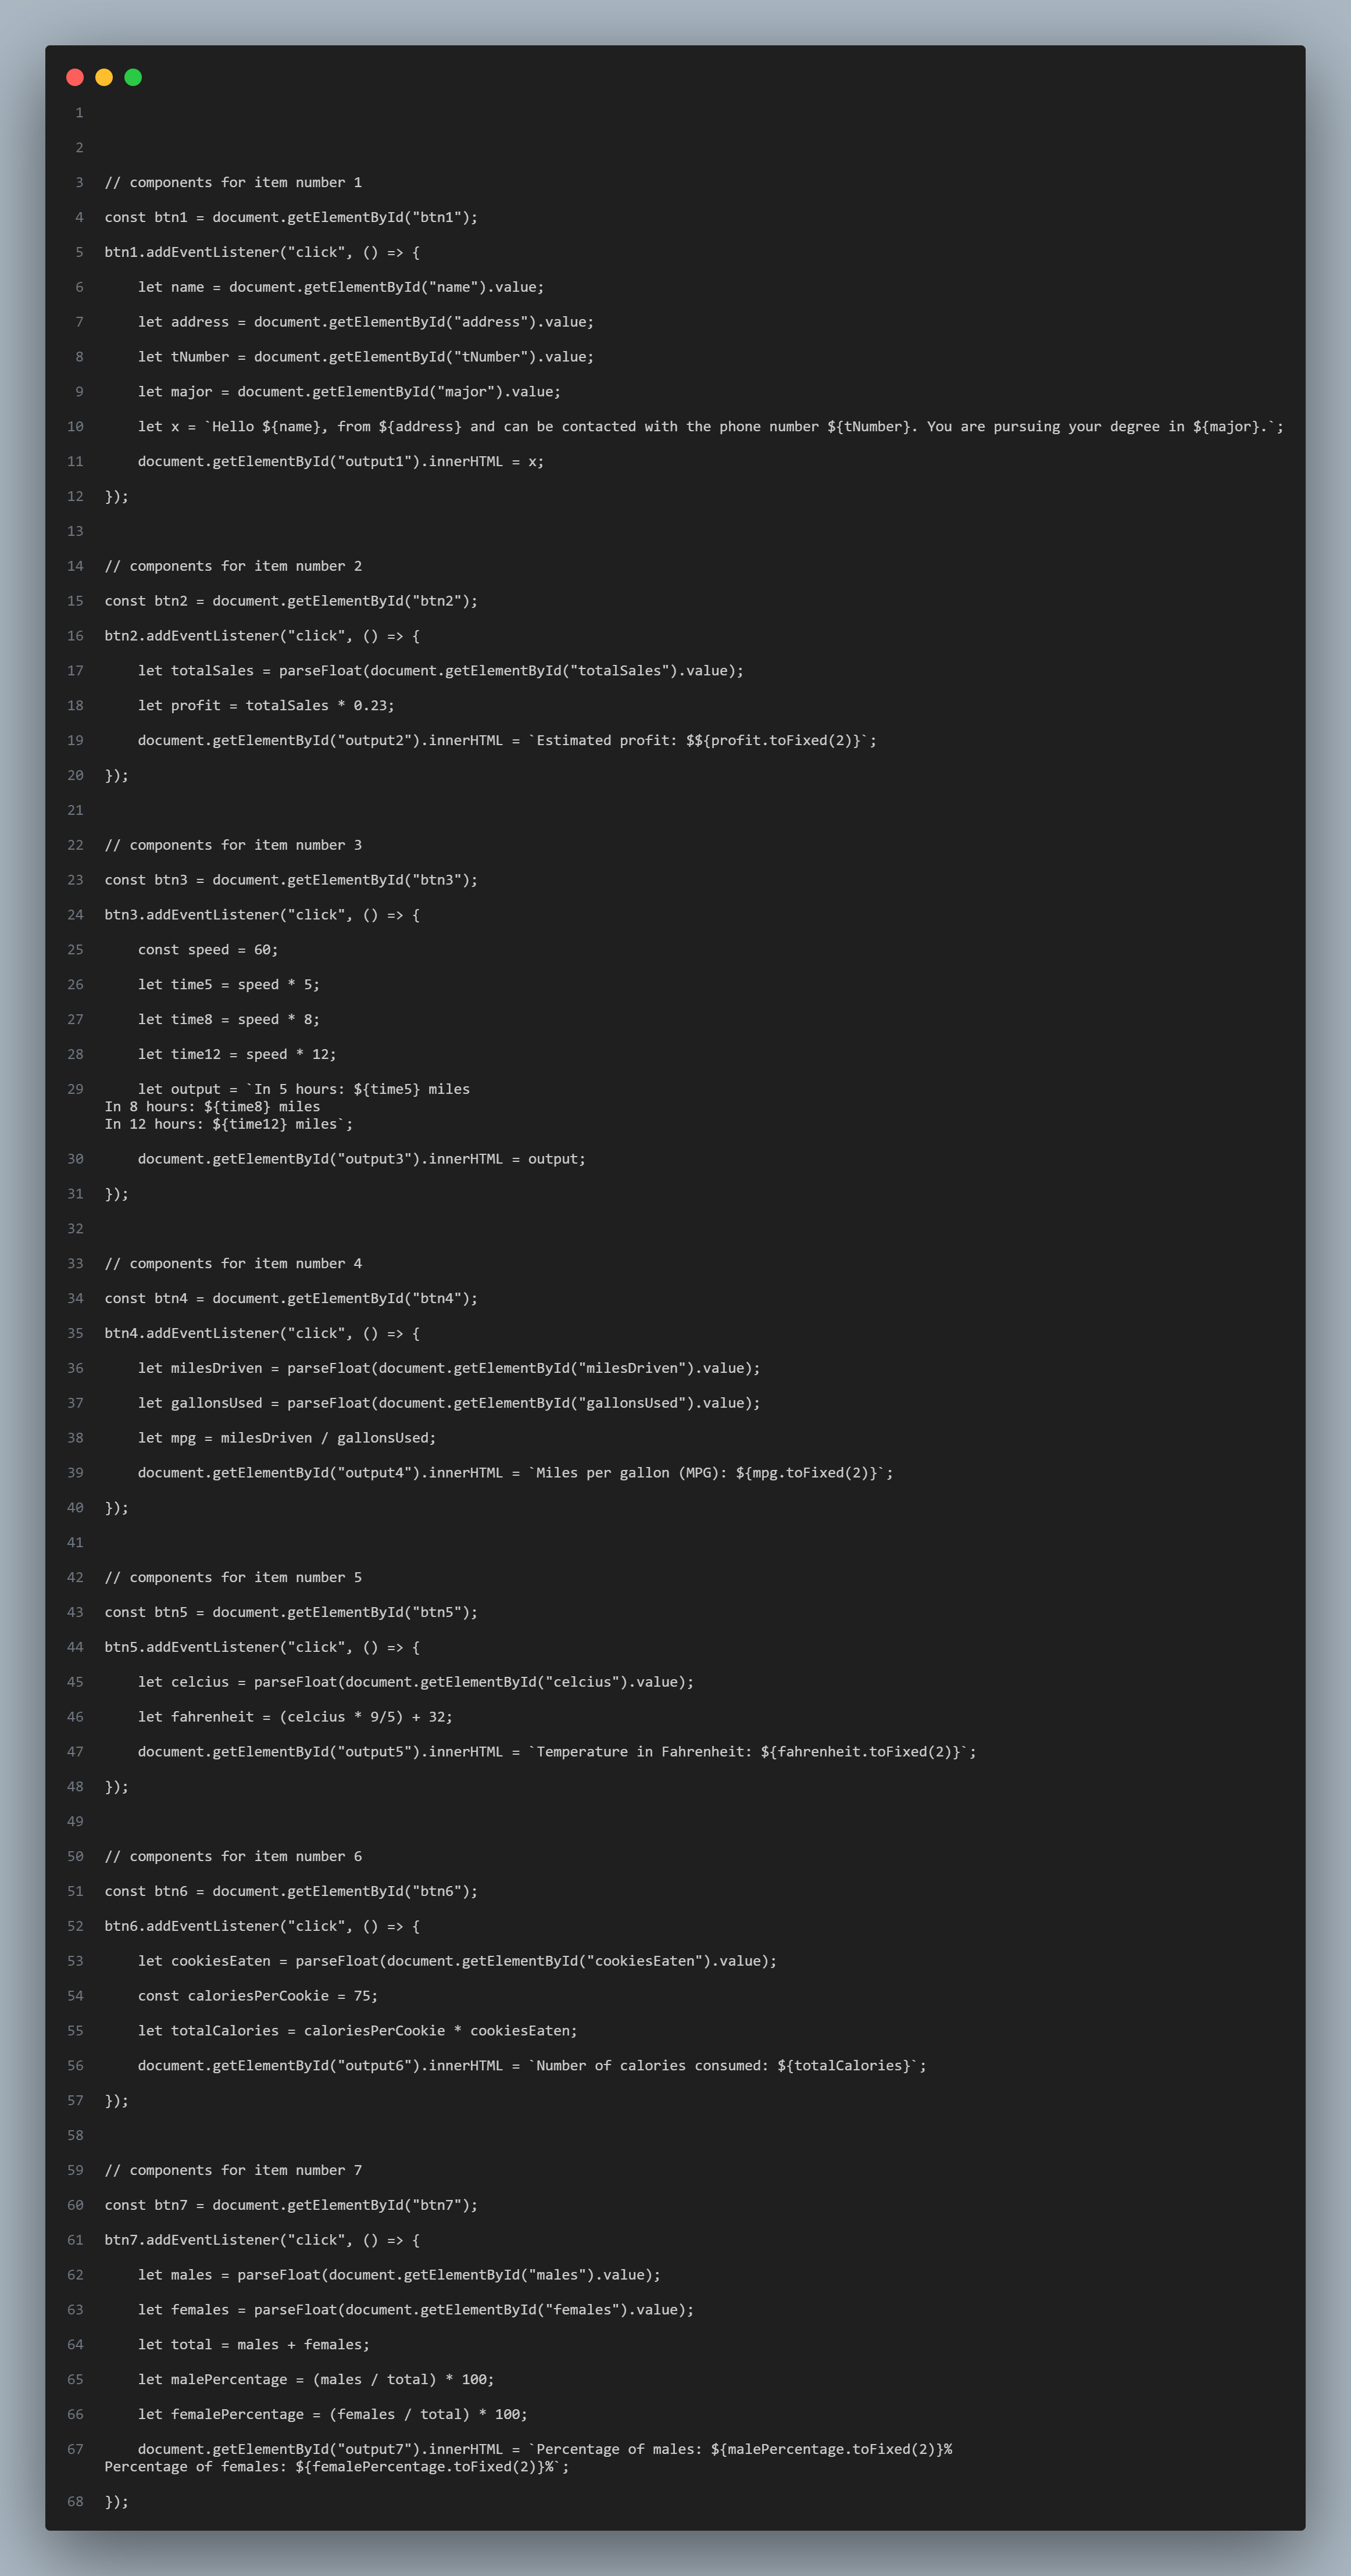 1
2
3 // components for item number 1
4 const btn1 = document.getElementById("btn1");
5 btn1.addEventListener("click", () => {
6     let name = document.getElementById("name").value;
7     let address = document.getElementById("address").value;
8     let tNumber = document.getElementById("tNumber").value;
9     let major = document.getElementById("major").value;
10     let x = `Hello ${name}, from ${address} and can be contacted with the phone number ${tNumber}. You are pursuing your degree in ${major}.`;
11     document.getElementById("output1").innerHTML = x;
12 });
13
14 // components for item number 2
15 const btn2 = document.getElementById("btn2");
16 btn2.addEventListener("click", () => {
17     let totalSales = parseFloat(document.getElementById("totalSales").value);
18     let profit = totalSales * 0.23;
19     document.getElementById("output2").innerHTML = `Estimated profit: $${profit.toFixed(2)}`;
20 });
21
22 // components for item number 3
23 const btn3 = document.getElementById("btn3");
24 btn3.addEventListener("click", () => {
25     const speed = 60;
26     let time5 = speed * 5;
27     let time8 = speed * 8;
28     let time12 = speed * 12;
29     let output = `In 5 hours: ${time5} miles
In 8 hours: ${time8} miles
In 12 hours: ${time12} miles`;
30     document.getElementById("output3").innerHTML = output;
31 });
32
33 // components for item number 4
34 const btn4 = document.getElementById("btn4");
35 btn4.addEventListener("click", () => {
36     let milesDriven = parseFloat(document.getElementById("milesDriven").value);
37     let gallonsUsed = parseFloat(document.getElementById("gallonsUsed").value);
38     let mpg = milesDriven / gallonsUsed;
39     document.getElementById("output4").innerHTML = `Miles per gallon (MPG): ${mpg.toFixed(2)}`;
40 });
41
42 // components for item number 5
43 const btn5 = document.getElementById("btn5");
44 btn5.addEventListener("click", () => {
45     let celcius = parseFloat(document.getElementById("celcius").value);
46     let fahrenheit = (celcius * 9/5) + 32;
47     document.getElementById("output5").innerHTML = `Temperature in Fahrenheit: ${fahrenheit.toFixed(2)}`;
48 });
49
50 // components for item number 6
51 const btn6 = document.getElementById("btn6");
52 btn6.addEventListener("click", () => {
53     let cookiesEaten = parseFloat(document.getElementById("cookiesEaten").value);
54     const caloriesPerCookie = 75;
55     let totalCalories = caloriesPerCookie * cookiesEaten;
56     document.getElementById("output6").innerHTML = `Number of calories consumed: ${totalCalories}`;
57 });
58
59 // components for item number 7
60 const btn7 = document.getElementById("btn7");
61 btn7.addEventListener("click", () => {
62     let males = parseFloat(document.getElementById("males").value);
63     let females = parseFloat(document.getElementById("females").value);
64     let total = males + females;
65     let malePercentage = (males / total) * 100;
66     let femalePercentage = (females / total) * 100;
67     document.getElementById("output7").innerHTML = `Percentage of males: ${malePercentage.toFixed(2)}%
Percentage of females: ${femalePercentage.toFixed(2)}%`;
68 });